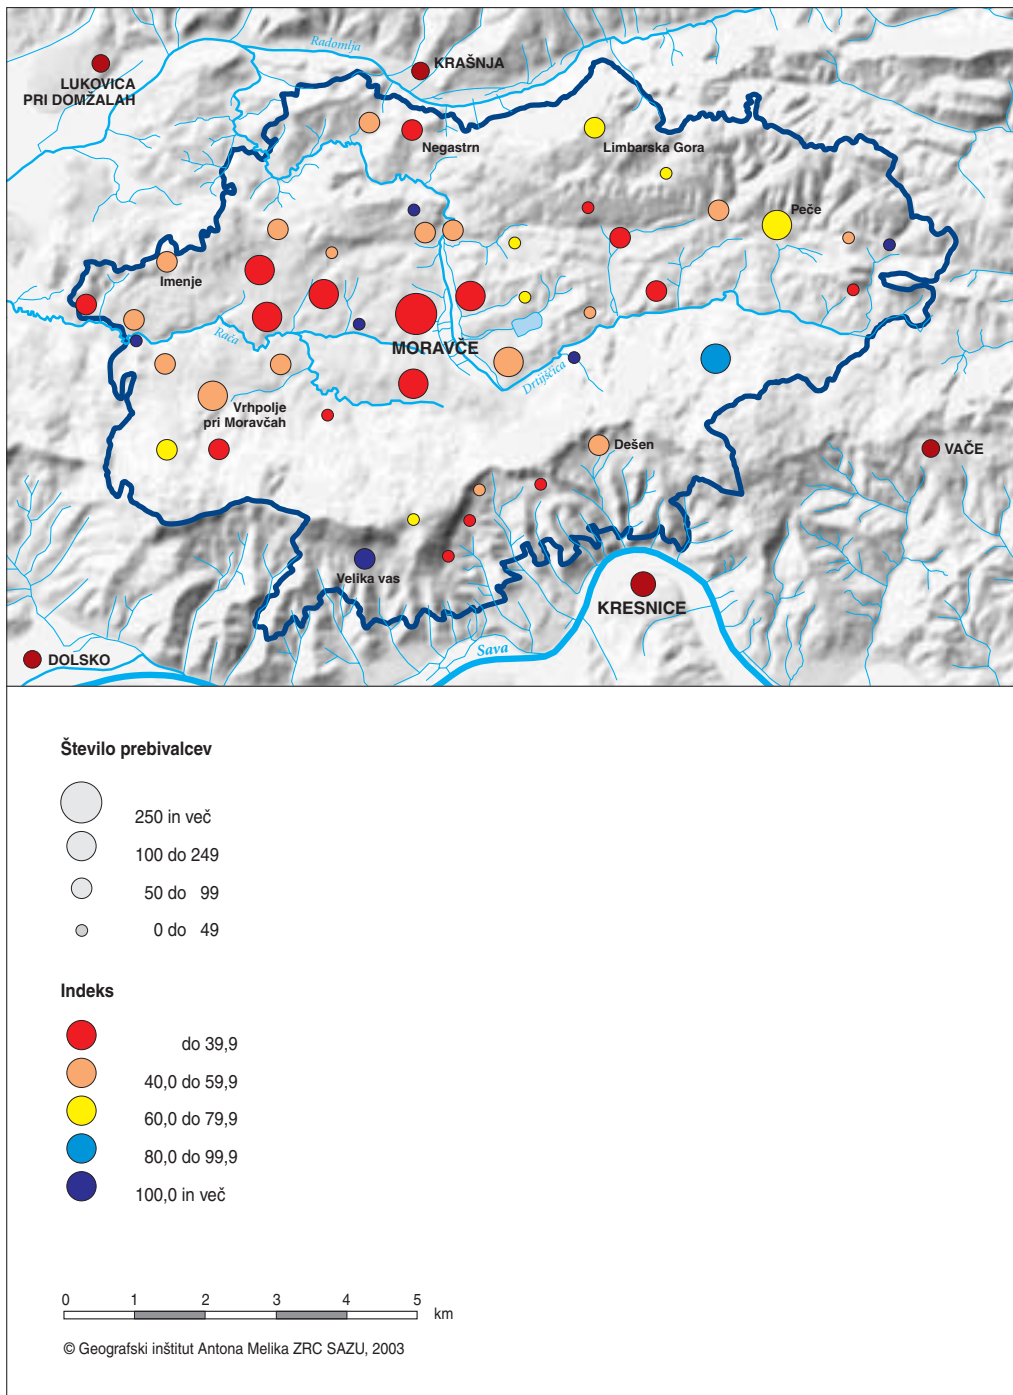 Radomlja
KRAŠNJA
LUKOVICA
PRI DOMŽALAH
Negastrn
Limbarska Gora
Peče
Imenje
Rača
MORAVČE
Drtijščica
Vrhpolje
pri Moravčah
Dešen
VAČE
Velika vas
KRESNICE
Sava
DOLSKO
Število prebivalcev
250 in več
100 do 249
50 do 99
0 do 49
Indeks
do 39,9
40,0 do 59,9
60,0 do 79,9
80,0 do 99,9
100,0 in več
0 1 2 3 4 5
km
© Geografski inštitut Antona Melika ZRC SAZU, 2003